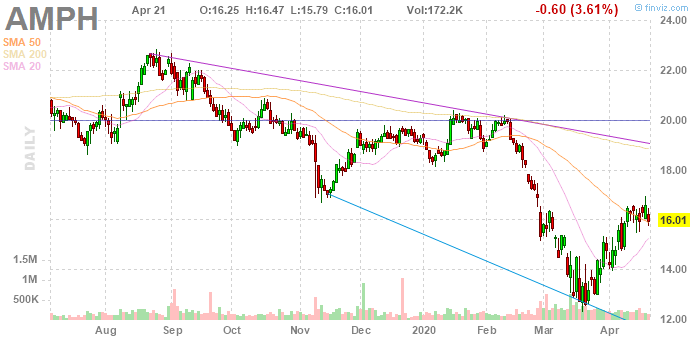 AMPH Apr 21 O:16.25 H:16.47 L:15.79 C:16.01 Vol:172.2K -0.60 (3.61%) © finviz.com
SMA 50
SMA 200
SMA 20
DAILY
24.00
22.00
20.00
18.00
16.01
14.00
12.00
1.5M
1M
500K
Aug Sep Oct Nov Dec 2020 Feb Mar Apr